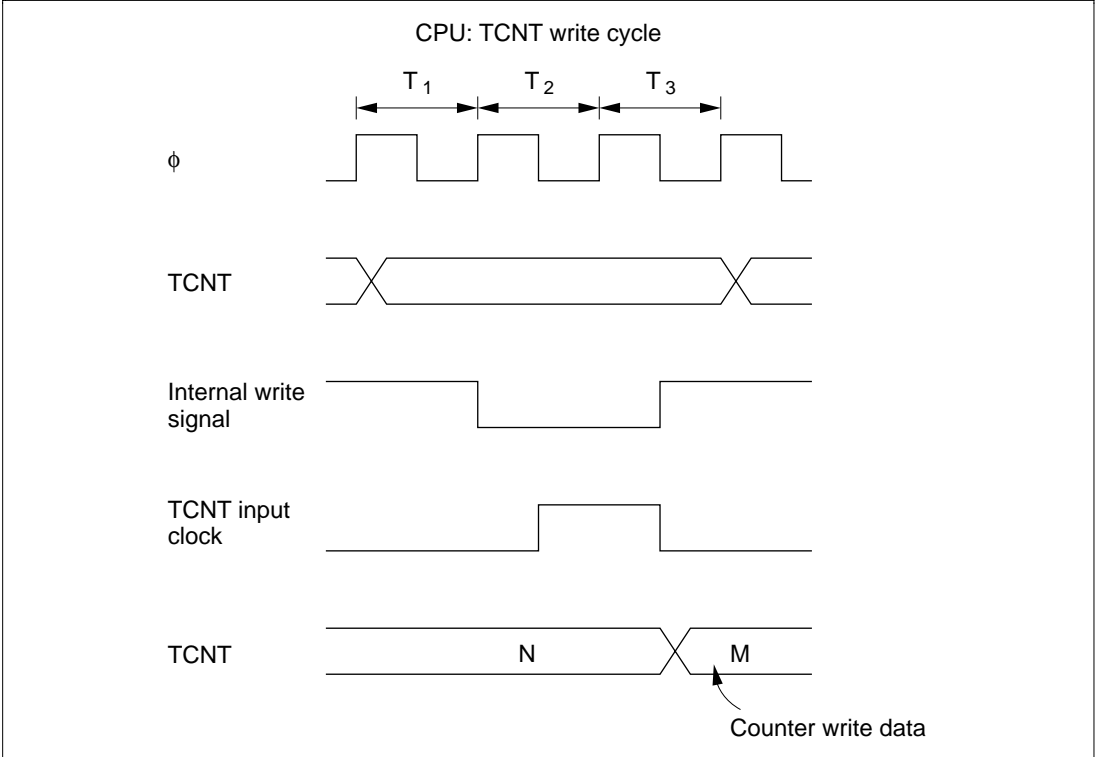 CPU: TCNT write cycle
T1 T2 T3
ϕ
TCNT
Internal write
signal
TCNT input
clock
TCNT N M
Counter write data